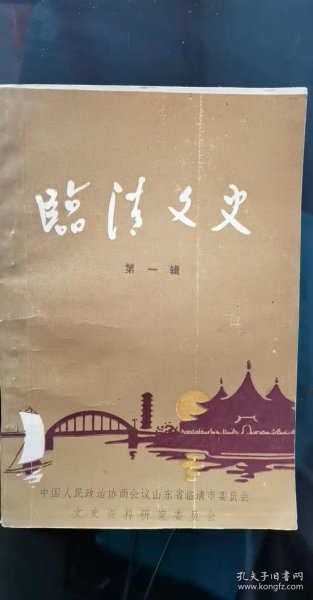 臨清文史
第一辑
中国人民政治协商会议山东省临清市委员会
文史资料研究委员会
孔夫子旧书网
www.kongfz.com